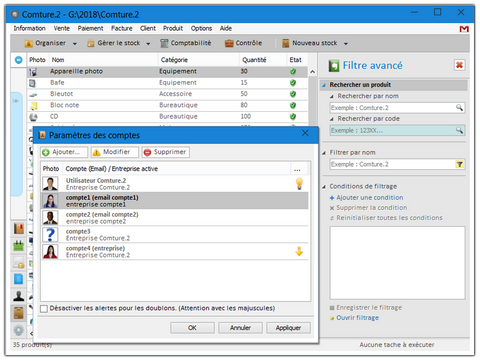 Comture.2 - G:\2018\Comture.2
Information Vente Paiement Facture Client Produit Options Aide
Organiser Gérer le stock Comptabilité Contrôle Nouveau stock
Photo Nom Catégorie Quantité Etat
Appareille photo Equipement 30
Bafe Equipement 15
Bleutot Accessoire 50
Bloc note Bureautique 80
CD Bureautique 100
Filtre avancé
Rechercher un produit
Rechercher par nom
Exemple : Comture.2
Rechercher par code
Exemple : 123XX...
Filtrer par nom
Exemple : Comture.2
Conditions de filtrage
Ajouter une condition
Supprimer la condition
Reinitialiser toutes les conditions
Enregistrer le filtrage
Ouvrir filtrage
Paramètres des comptes
Ajouter... Modifier Supprimer
Photo Compte (Email) / Entreprise active ...
Utilisateur Comture.2
Entreprise Comture.2
compte1 (email compte1)
entreprise compte1
compte2 (email compte2)
entreprise compte2
compte3
Entreprise Comture.2
compte4 (entreprise)
Entreprise Comture.2
Désactiver les alertes pour les doublons. (Attention avec les majuscules)
OK Annuler Appliquer
35 produit(s) Aucune tache à exécuter